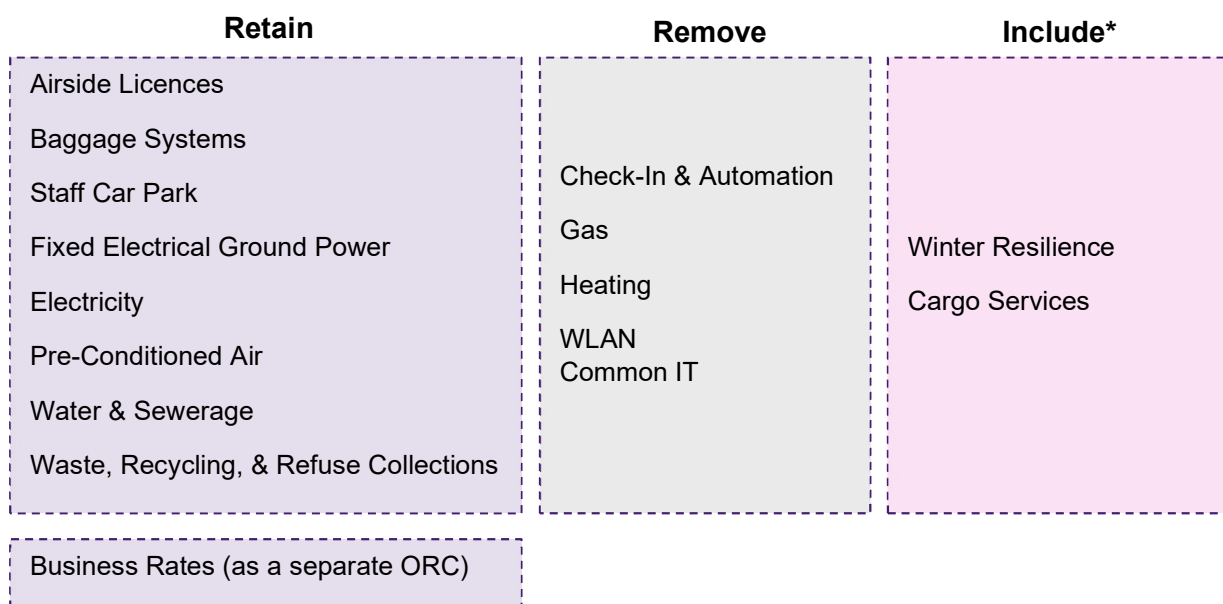 Retain
Airside Licences
Baggage Systems
Staff Car Park
Fixed Electrical Ground Power
Electricity
Pre-Conditioned Air
Water & Sewerage
Waste, Recycling, & Refuse Collections
Business Rates (as a separate ORC)
Remove
Check-In & Automation
Gas
Heating
WLAN
Common IT
Include*
Winter Resilience
Cargo Services